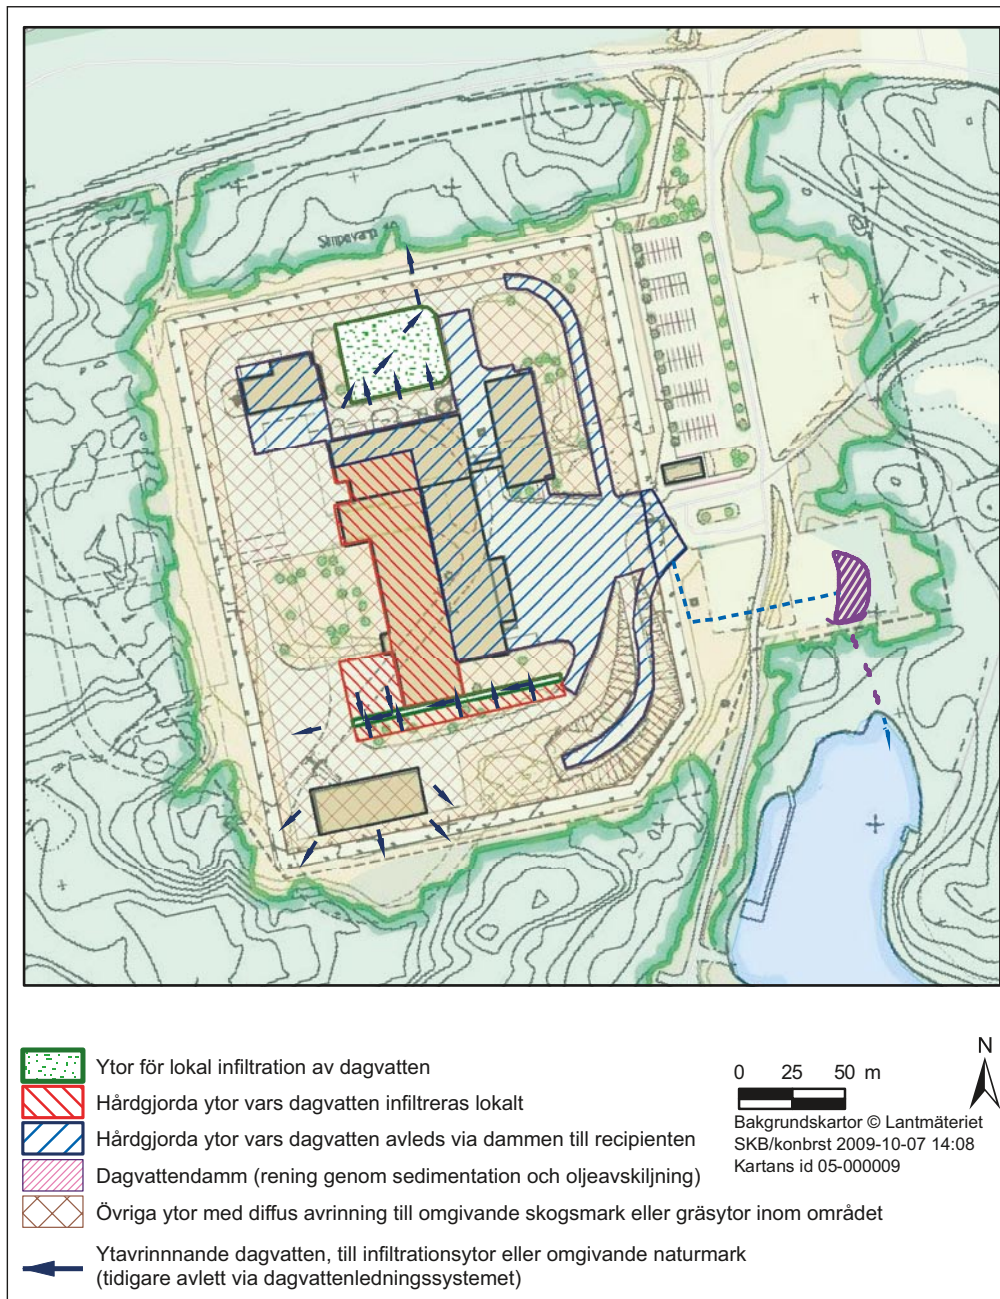 Simpevarp
Ytor för lokal infiltration av dagvatten
Hårdgjorda ytor vars dagvatten infiltreras lokalt
Hårdgjorda ytor vars dagvatten avleds via dammen till recipienten
Dagvattendamm (rening genom sedimentation och oljeavskiljning)
Övriga ytor med diffus avrinning till omgivande skogsmark eller gräsytor inom området
Ytavrinnnande dagvatten, till infiltrationsytor eller omgivande naturmark
(tidigare avlett via dagvattenledningssystemet)
N
0 25 50 m
Bakgrundskartor © Lantmäteriet
SKB/konbrst 2009-10-07 14:08
Kartans id 05-000009